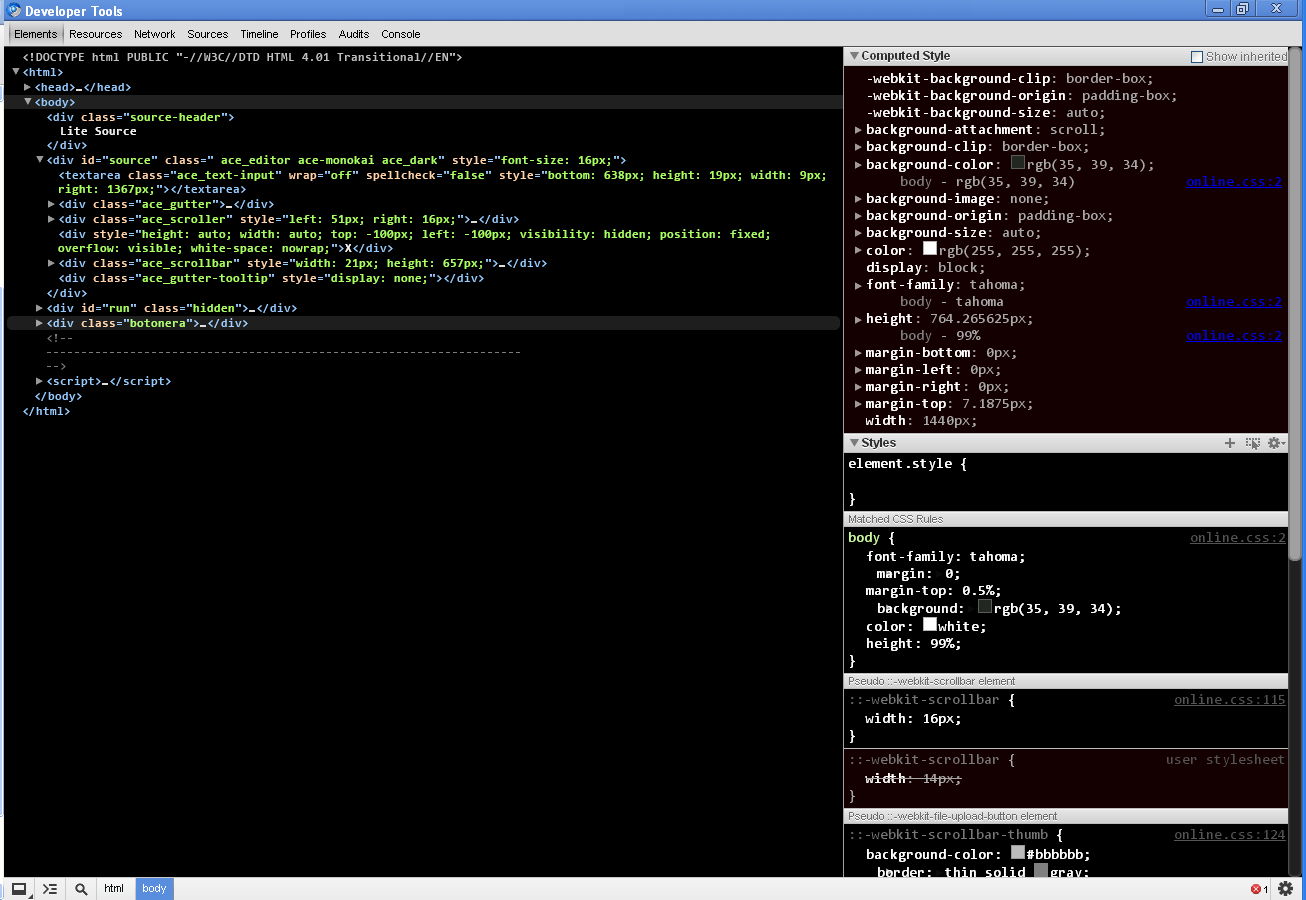 Developer Tools
Elements Resources Network Sources Timeline Profiles Audits Console
<!DOCTYPE html PUBLIC "-//W3C//DTD HTML 4.01 Transitional//EN">
▼<html>
▶<head>…</head>
▼<body>
<div class="source-header">
Lite Source
</div>
▼<div id="source" class=" ace_editor ace-monokai ace_dark" style="font-size: 16px;">
<textarea class="ace_text-input" wrap="off" spellcheck="false" style="bottom: 638px; height: 19px; width: 9px;
right: 1367px;"></textarea>
▶<div class="ace_gutter">…</div>
▶<div class="ace_scroller" style="left: 51px; right: 16px;">…</div>
<div style="height: auto; width: auto; top: -100px; left: -100px; visibility: hidden; position: fixed;
overflow: visible; white-space: nowrap;">X</div>
▶<div class="ace_scrollbar" style="width: 21px; height: 657px;">…</div>
<div class="ace_gutter-tooltip" style="display: none;"></div>
</div>
▶<div id="run" class="hidden">…</div>
▶<div class="botonera">…</div>
<!--
--------------------------------------------------------------------
-->
▶<script>…</script>
</body>
</html>
▼Computed Style Show inherited
-webkit-background-clip: border-box;
-webkit-background-origin: padding-box;
-webkit-background-size: auto;
▶background-attachment: scroll;
▶background-clip: border-box;
▶background-color: rgb(35, 39, 34);
body - rgb(35, 39, 34) online.css:2
▶background-image: none;
▶background-origin: padding-box;
▶background-size: auto;
▶color: rgb(255, 255, 255);
display: block;
▶font-family: tahoma;
body - tahoma online.css:2
▶height: 764.265625px;
body - 99% online.css:2
▶margin-bottom: 0px;
▶margin-left: 0px;
▶margin-right: 0px;
▶margin-top: 7.1875px;
width: 1440px;
▼Styles
element.style {
}
Matched CSS Rules
body { online.css:2
font-family: tahoma;
margin: 0;
margin-top: 0.5%;
background: rgb(35, 39, 34);
color: white;
height: 99%;
}
Pseudo ::-webkit-scrollbar element
::-webkit-scrollbar { online.css:115
width: 16px;
}
::-webkit-scrollbar { user stylesheet
width: 14px;
}
Pseudo ::-webkit-file-upload-button element
::-webkit-scrollbar-thumb { online.css:124
background-color: #bbbbbb;
border: thin solid gray;
html body
1